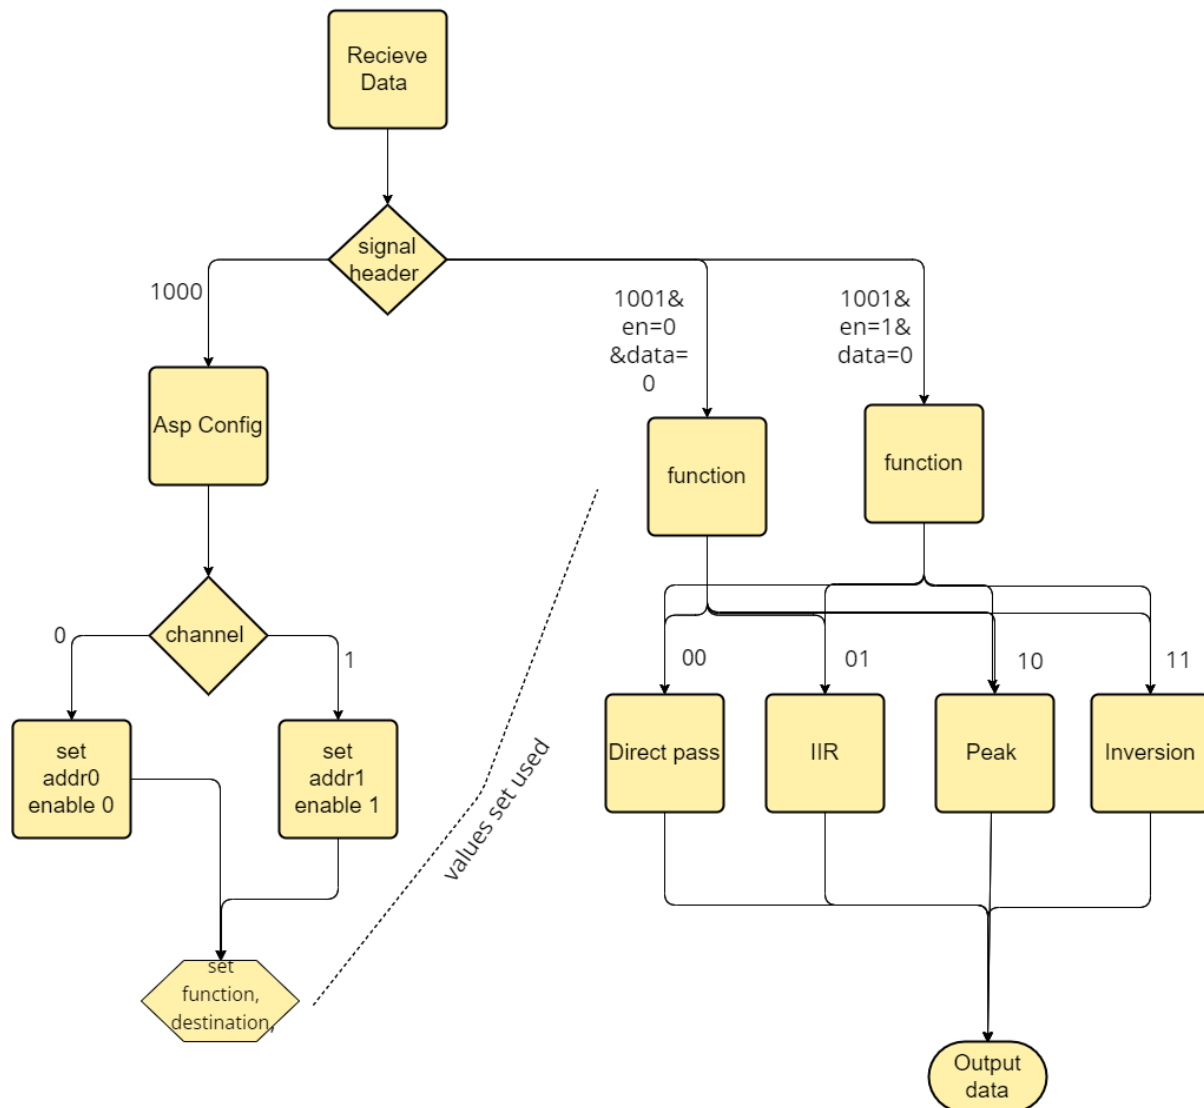 Recieve
Data
signal
header
1000
1001&
en=0
&data=
0
1001&
en=1&
data=0
Asp Config
function
function
channel
0
1
00
01
10
11
set
addr0
enable 0
set
addr1
enable 1
Direct pass
IIR
Peak
Inversion
values set used
set
function,
destination,
Output
data